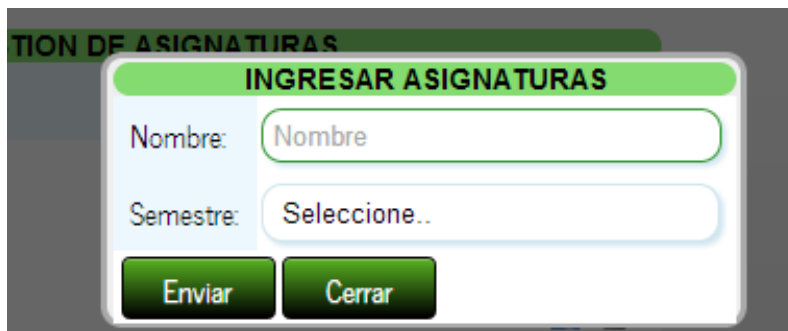 TION DE ASIGNATURAS
INGRESAR ASIGNATURAS
Nombre:
Nombre
Semestre:
Seleccione..
Enviar
Cerrar